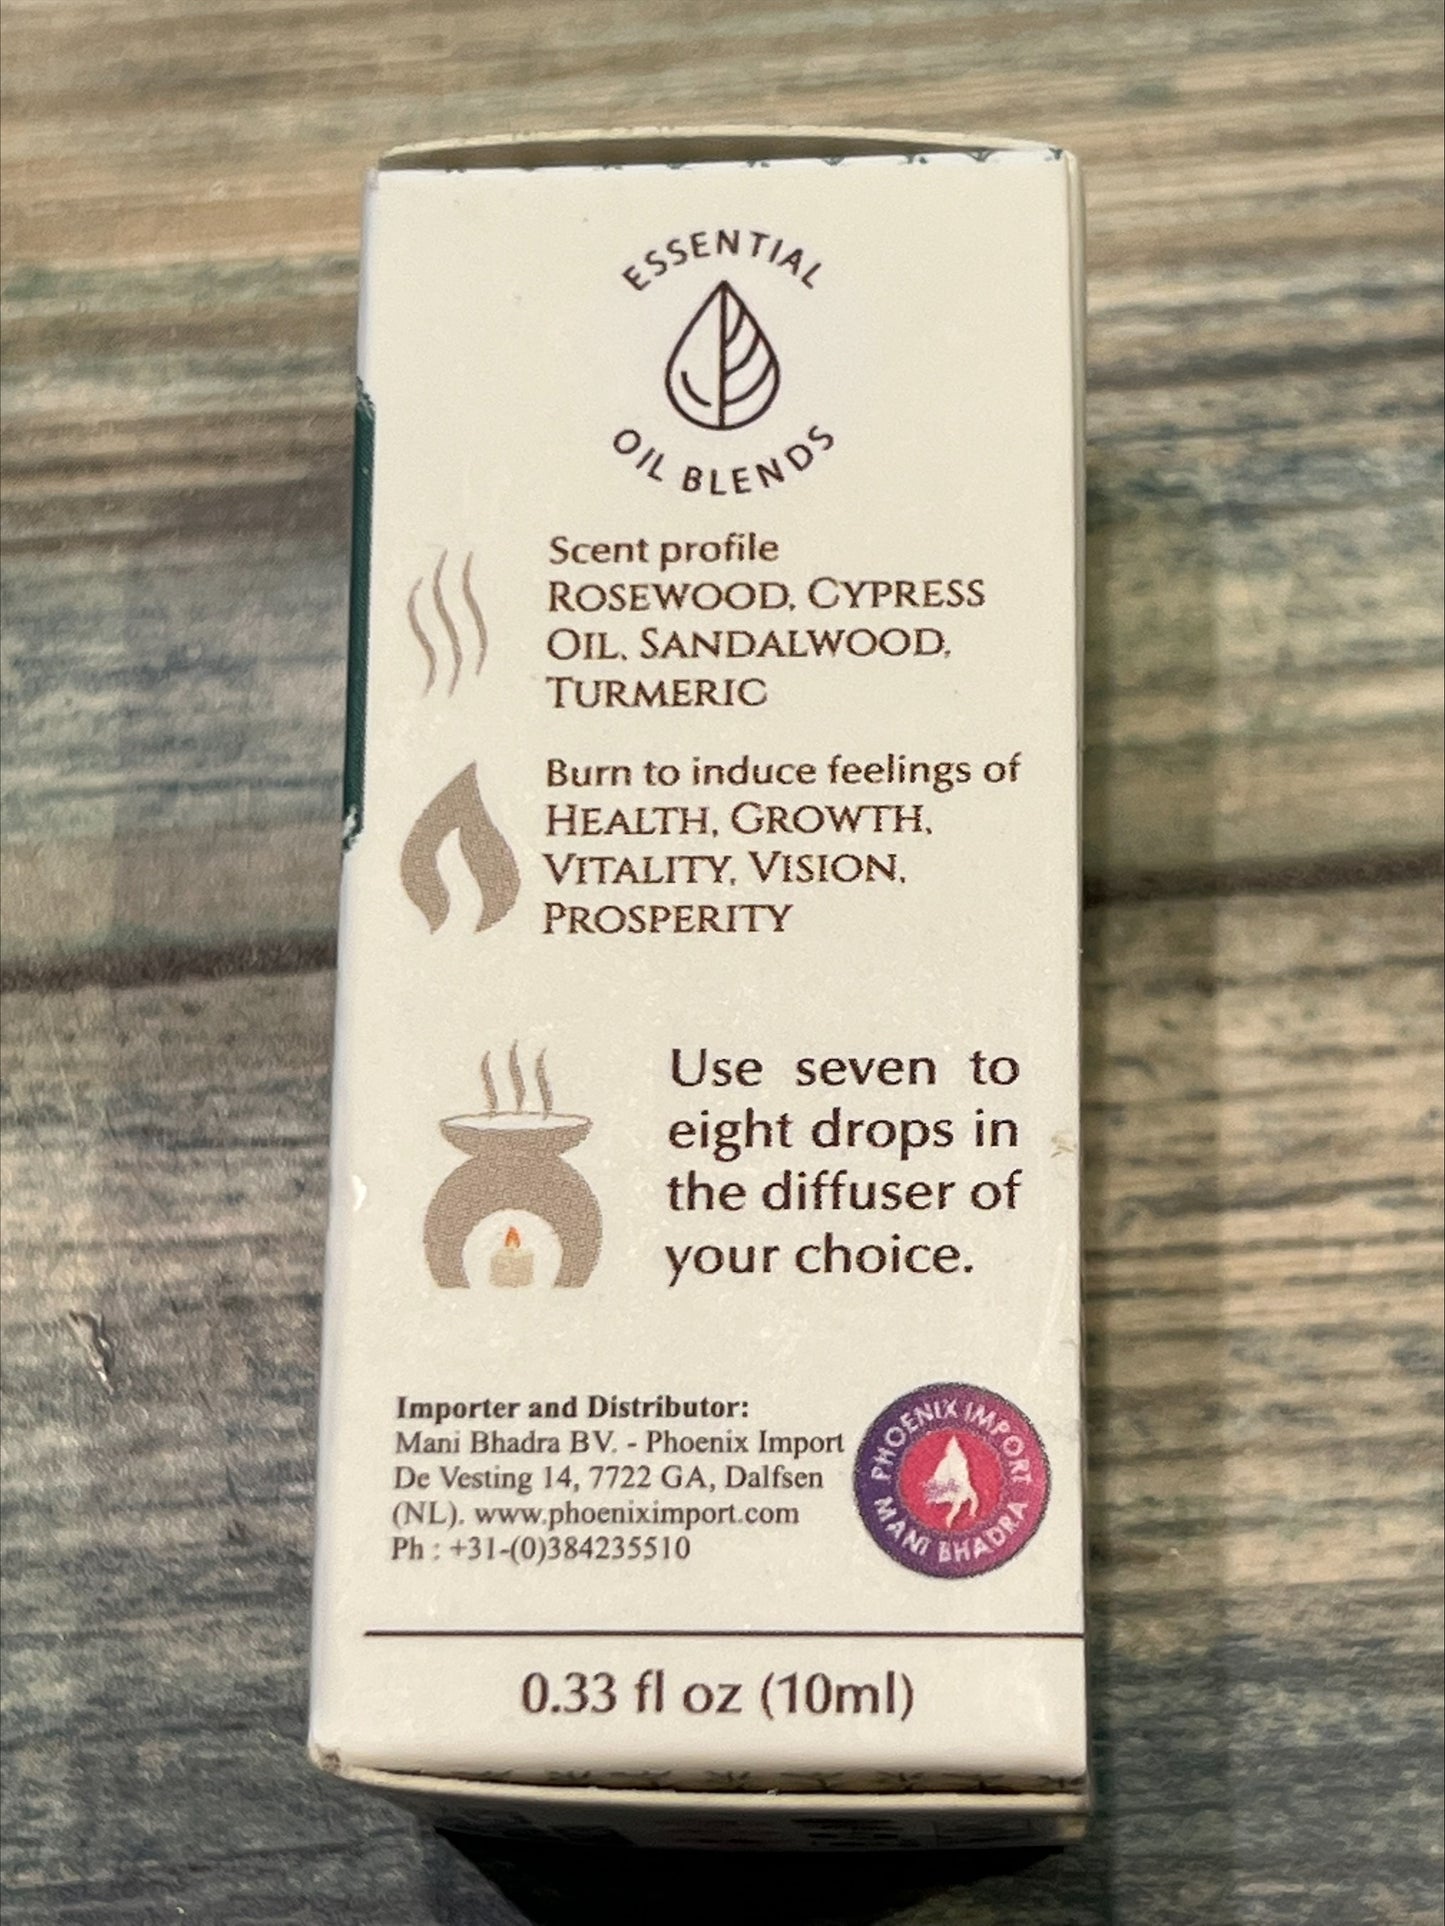 ESSENTIAL
OIL BLENDS
Scent profile
ROSEWOOD, CYPRESS
OIL, SANDALWOOD,
TURMERIC
Burn to induce feelings of
HEALTH, GROWTH,
VITALITY, VISION,
PROSPERITY
Use seven to
eight drops in
the diffuser of
your choice.
Importer and Distributor:
Mani Bhadra BV. - Phoenix Import
De Vesting 14, 7722 GA, Dalfsen
(NL). www.phoeniximport.com
Ph : +31-(0)384235510
PHOENIX IMPORT
MANI BHADRA
0.33 fl oz (10ml)